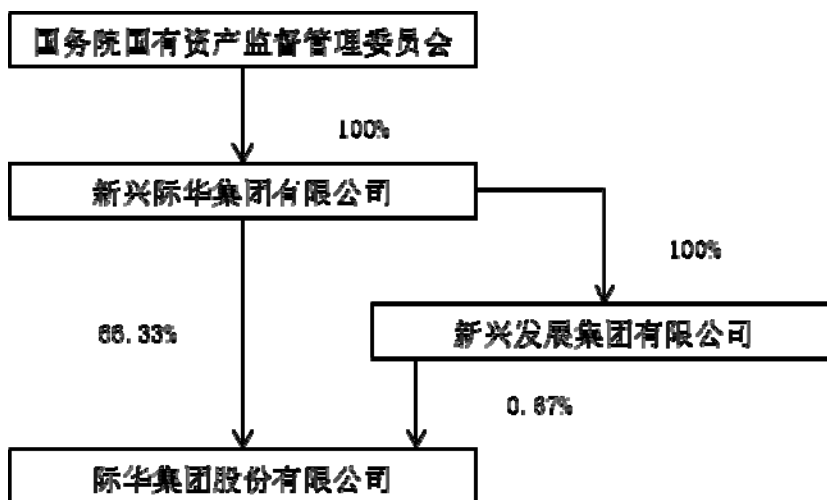 国务院国有资产监督管理委员会
100%
新兴际华集团有限公司
100%
66.33%
新兴发展集团有限公司
0.67%
际华集团股份有限公司